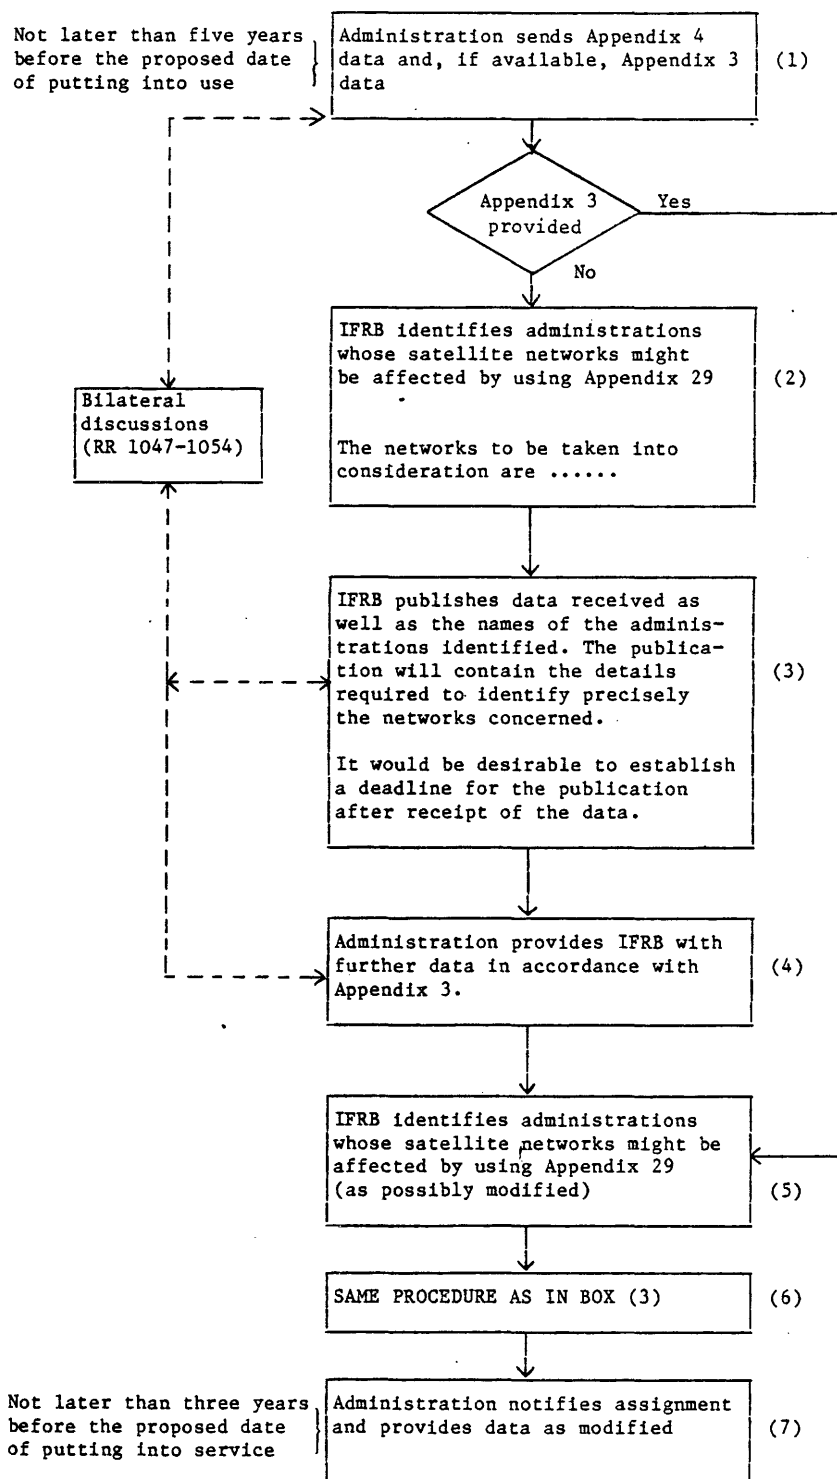 Not later than five years
before the proposed date
of putting into use
Administration sends Appendix 4
data and, if available, Appendix 3
data
(1)
Appendix 3
provided
Yes
No
IFRB identifies administrations
whose satellite networks might
be affected by using Appendix 29
(2)
The networks to be taken into
consideration are ......
Bilateral
discussions
(RR 1047-1054)
IFRB publishes data received as
well as the names of the adminis-
trations identified. The publica-
tion will contain the details
required to identify precisely
the networks concerned.
(3)
It would be desirable to establish
a deadline for the publication
after receipt of the data.
Administration provides IFRB with
further data in accordance with
Appendix 3.
(4)
IFRB identifies administrations
whose satellite networks might be
affected by using Appendix 29
(as possibly modified)
(5)
SAME PROCEDURE AS IN BOX (3)
(6)
Not later than three years
before the proposed date
of putting into service
Administration notifies assignment
and provides data as modified
(7)